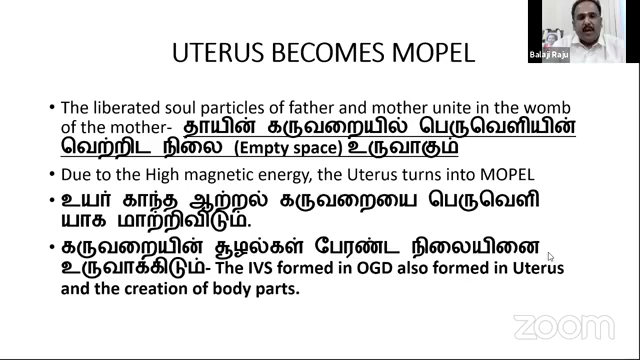 Balaji Raju
UTERUS BECOMES MOPEL
• The liberated soul particles of father and mother unite in the womb
of the mother- தாயின் கருவறையில் பெருவெளியின்
வெற்றிட நிலை (Empty space) உருவாகும்
• Due to the High magnetic energy, the Uterus turns into MOPEL
• உயர் காந்த ஆற்றல் கருவறையை பெருவெளி
யாக மாற்றிவிடும்.
• கருவறையின் சூழல்கள் பேரண்ட நிலையினை
உருவாக்கிடும்- The IVS formed in OGD also formed in Uterus
and the creation of body parts.
zoom